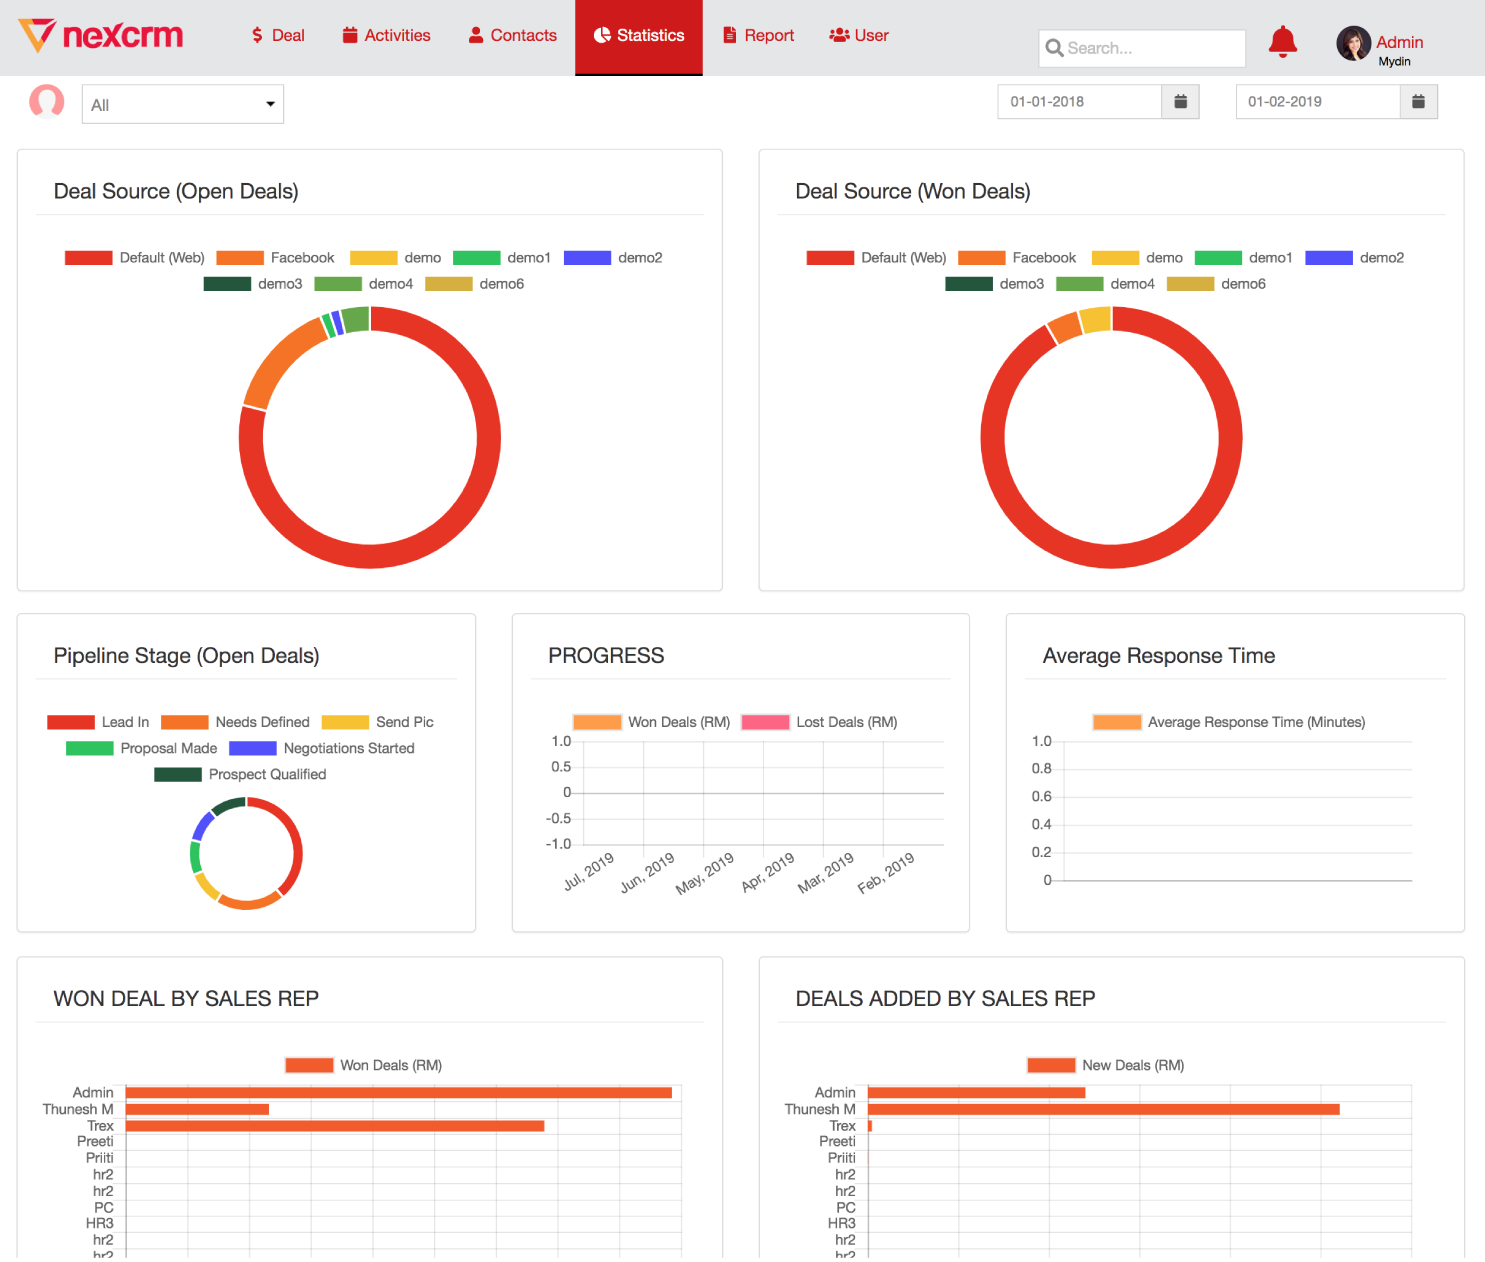 nexcrm
Deal Activities Contacts Statistics Report User
Search...
Admin
Mydin
All
01-01-2018
01-02-2019
Deal Source (Open Deals)
Default (Web) Facebook demo demo1 demo2
demo3 demo4 demo6
Deal Source (Won Deals)
Default (Web) Facebook demo demo1 demo2
demo3 demo4 demo6
Pipeline Stage (Open Deals)
Lead In Needs Defined Send Pic
Proposal Made Negotiations Started
Prospect Qualified
PROGRESS
Won Deals (RM) Lost Deals (RM)
1.0
0.5
0
-0.5
-1.0
Jul, 2019 Jun, 2019 May, 2019 Apr, 2019 Mar, 2019 Feb, 2019
Average Response Time
Average Response Time (Minutes)
1.0
0.8
0.6
0.4
0.2
0
WON DEAL BY SALES REP
Won Deals (RM)
Admin
Thunesh M
Trex
Preeti
Priiti
hr2
hr2
PC
HR3
hr2
hr2
DEALS ADDED BY SALES REP
New Deals (RM)
Admin
Thunesh M
Trex
Preeti
Priiti
hr2
hr2
PC
HR3
hr2
hr2